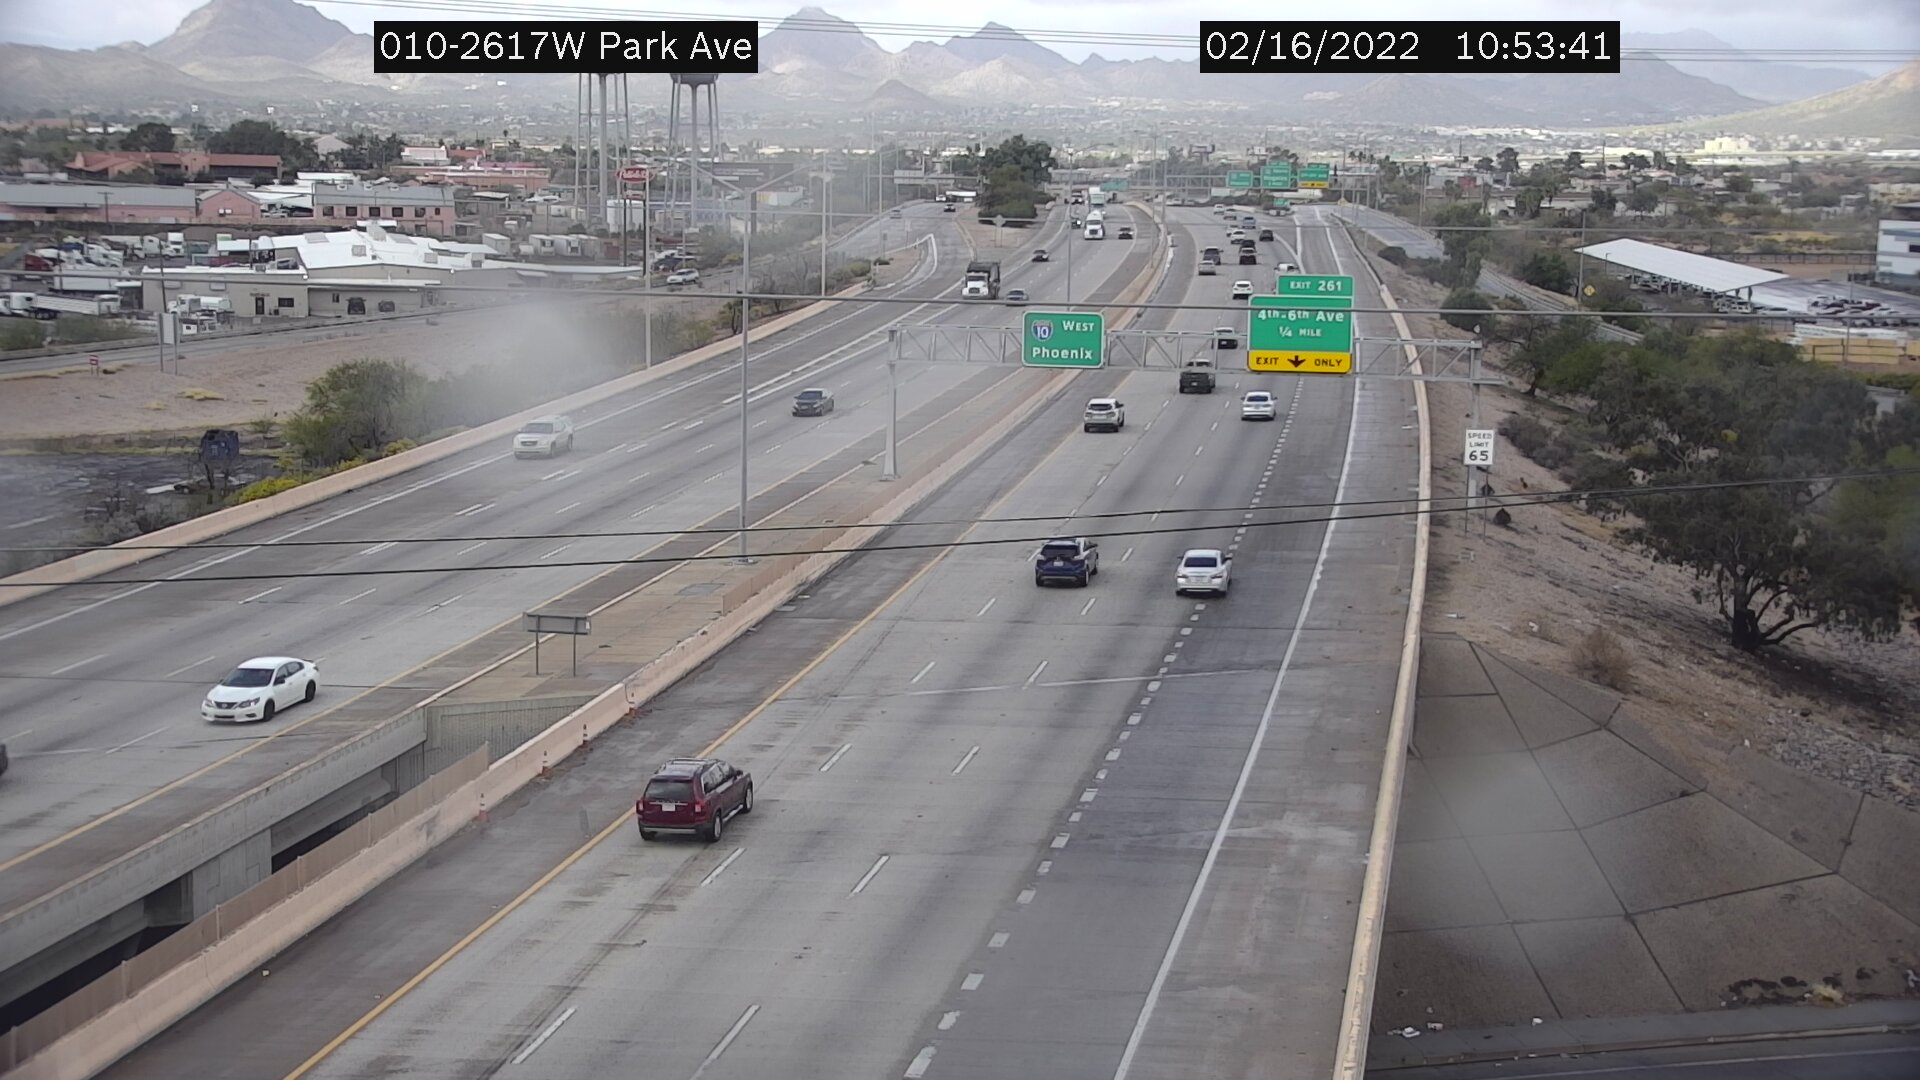 010-2617W Park Ave
02/16/2022 10:53:41
EXIT 261
4th-6th Ave
1/4 MILE
EXIT ONLY
10 WEST
Phoenix
SPEED
LIMIT
65